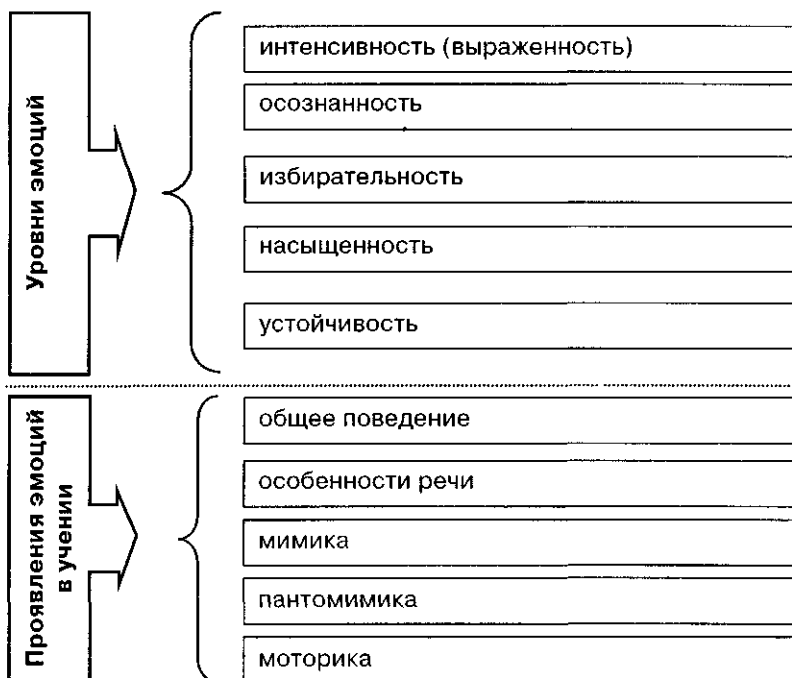 Уровни эмоций
интенсивность (выраженность)
осознанность
избирательность
насыщенность
устойчивость
Проявления эмоций
в учении
общее поведение
особенности речи
мимика
пантомимика
моторика